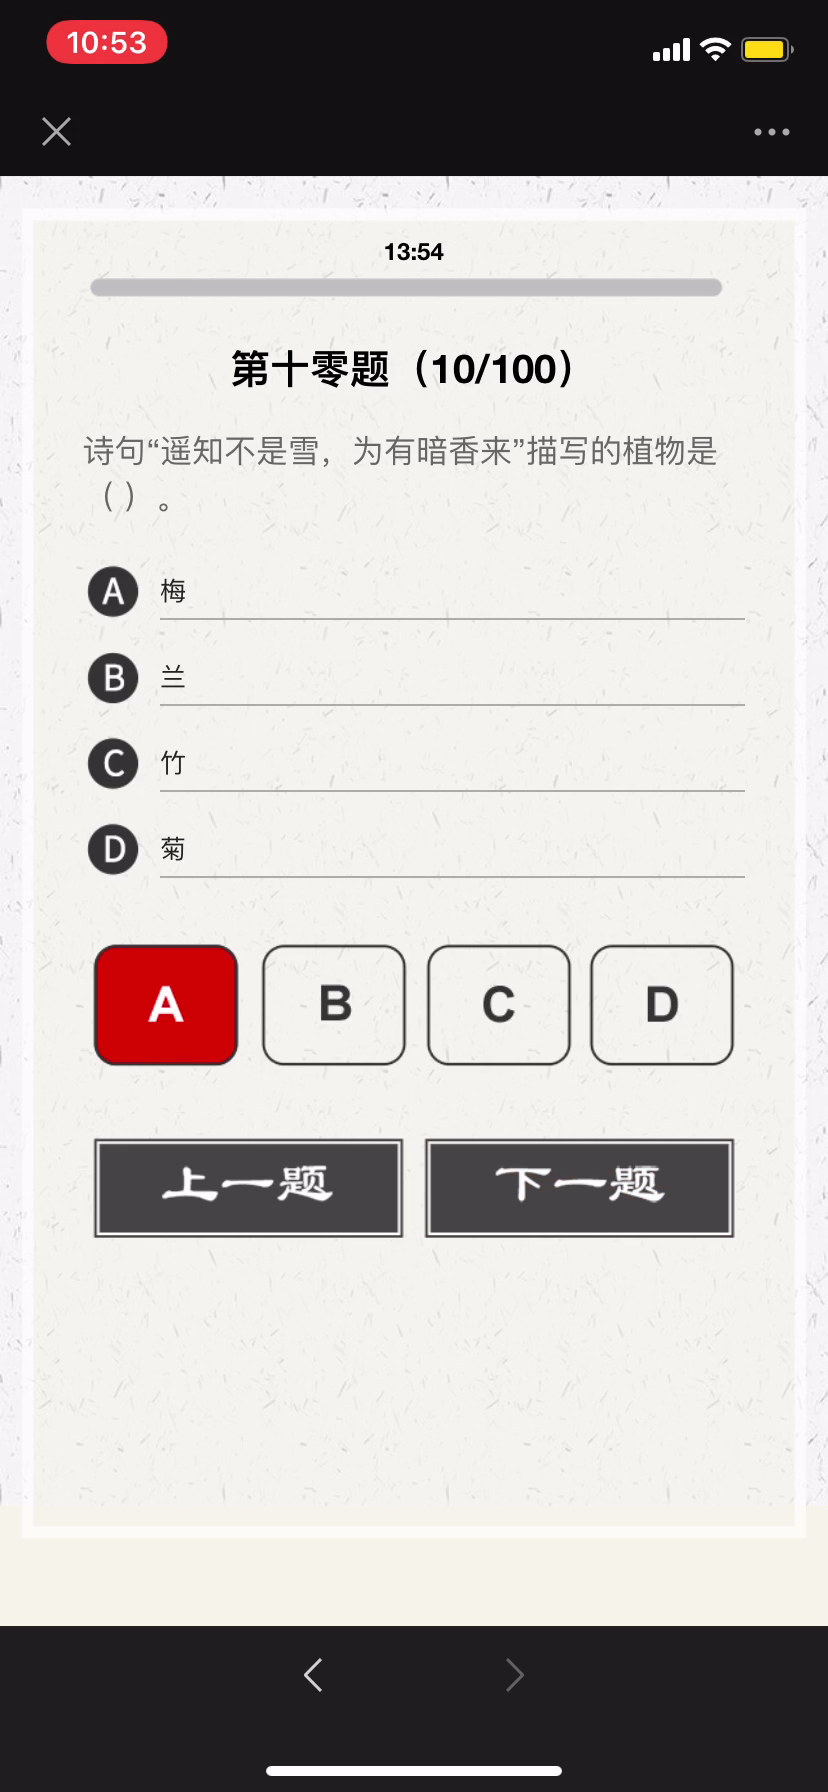 10:53
13:54
第十零题（10/100）
诗句“遥知不是雪，为有暗香来”描写的植物是
（ ）。
A 梅
B 兰
C 竹
D 菊
A B C D
上一题 下一题